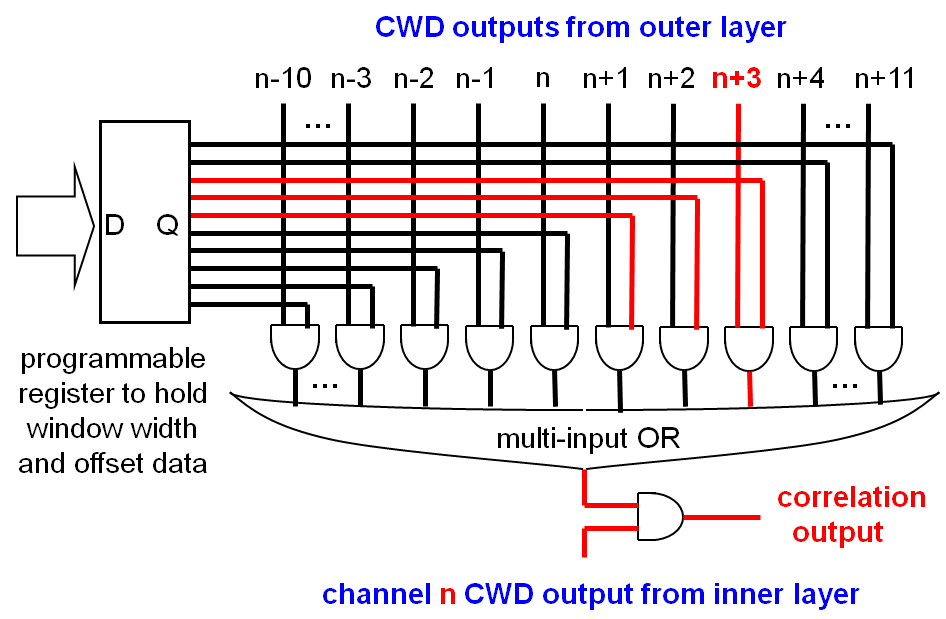 CWD outputs from outer layer
n-10 n-3 n-2 n-1 n n+1 n+2 n+3 n+4 n+11
... ...
D Q
programmable
register to hold
window width
and offset data
... ...
multi-input OR
correlation
output
channel n CWD output from inner layer